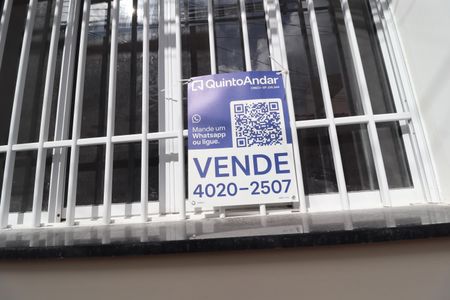 QuintoAndar
Mande um
Whatsapp
ou ligue.
VENDE
4020-2507